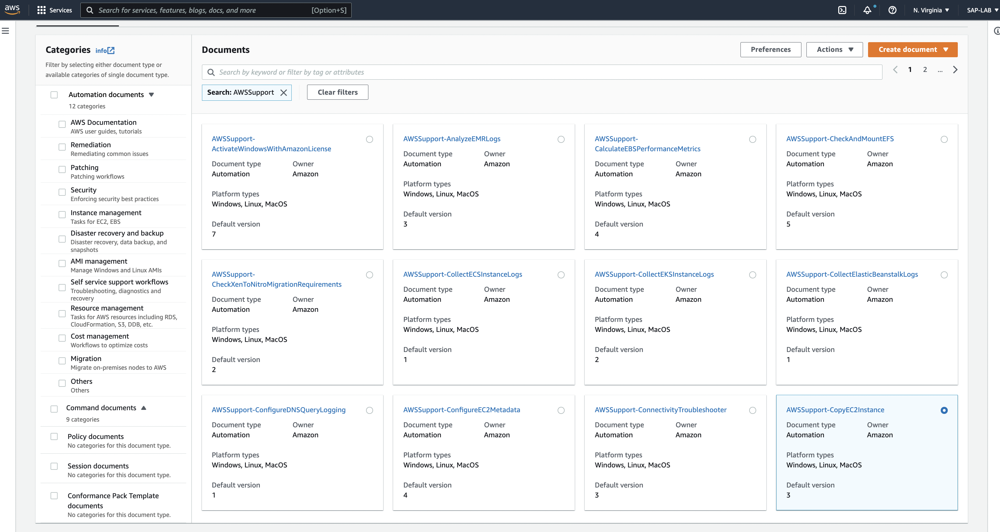 aws
Services
Search for services, features, blogs, docs, and more
[Option+S]
N. Virginia
SAP-LAB
Categories info
Filter by selecting either document type or
available categories of single document type.
Automation documents
12 categories
AWS Documentation
AWS user guides, tutorials
Remediation
Remediating common issues
Patching
Patching workflows
Security
Enforcing security best practices
Instance management
Tasks for EC2, EBS
Disaster recovery and backup
Disaster recovery, data backup, and
snapshots
AMI management
Manage Windows and Linux AMIs
Self service support workflows
Troubleshooting, diagnostics and
recovery
Resource management
Tasks for AWS resources including RDS,
CloudFormation, S3, DDB, etc.
Cost management
Workflows to optimize costs
Migration
Migrate on-premises nodes to AWS
Others
Others
Command documents
9 categories
Policy documents
No categories for this document type.
Session documents
No categories for this document type.
Conformance Pack Template
documents
No categories for this document type.
Documents
Preferences
Actions
Create document
Search by keyword or filter by tag or attributes
1 2 ...
Search: AWSSupport
Clear filters
AWSSupport-
ActivateWindowsWithAmazonLicense
Document type Owner
Automation Amazon
Platform types
Windows, Linux, MacOS
Default version
7
AWSSupport-AnalyzeEMRLogs
Document type Owner
Automation Amazon
Platform types
Windows, Linux, MacOS
Default version
3
AWSSupport-
CalculateEBSPerformanceMetrics
Document type Owner
Automation Amazon
Platform types
Windows, Linux, MacOS
Default version
4
AWSSupport-CheckAndMountEFS
Document type Owner
Automation Amazon
Platform types
Windows, Linux, MacOS
Default version
5
AWSSupport-
CheckXenToNitroMigrationRequirements
Document type Owner
Automation Amazon
Platform types
Windows, Linux, MacOS
Default version
2
AWSSupport-CollectECSInstanceLogs
Document type Owner
Automation Amazon
Platform types
Windows, Linux, MacOS
Default version
1
AWSSupport-CollectEKSInstanceLogs
Document type Owner
Automation Amazon
Platform types
Windows, Linux, MacOS
Default version
2
AWSSupport-CollectElasticBeanstalkLogs
Document type Owner
Automation Amazon
Platform types
Windows, Linux, MacOS
Default version
1
AWSSupport-ConfigureDNSQueryLogging
Document type Owner
Automation Amazon
Platform types
Windows, Linux, MacOS
Default version
1
AWSSupport-ConfigureEC2Metadata
Document type Owner
Automation Amazon
Platform types
Windows, Linux, MacOS
Default version
4
AWSSupport-ConnectivityTroubleshooter
Document type Owner
Automation Amazon
Platform types
Windows, Linux, MacOS
Default version
3
AWSSupport-CopyEC2Instance
Document type Owner
Automation Amazon
Platform types
Windows, Linux, MacOS
Default version
3